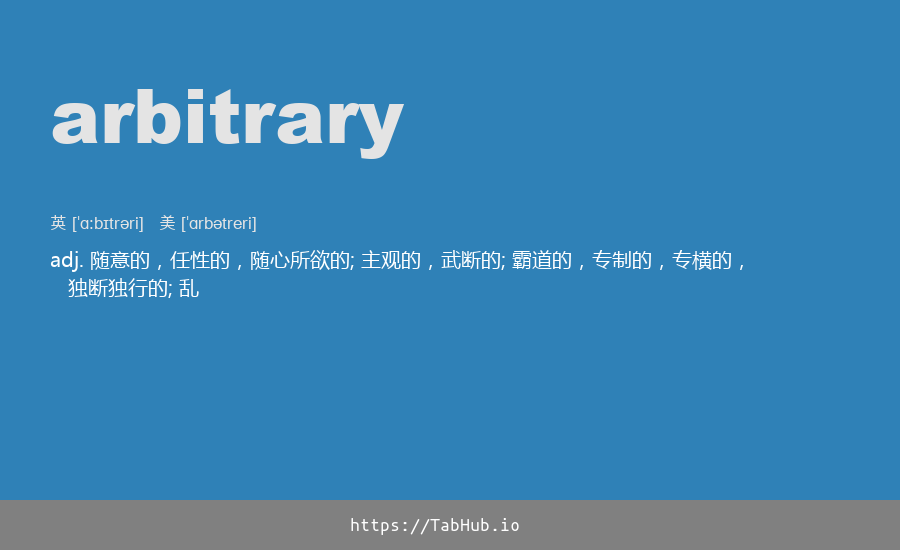 arbitrary
英 [ˈɑːbɪtrəri] 美 [ˈɑrbətreri]
adj. 随意的，任性的，随心所欲的; 主观的，武断的; 霸道的，专制的，专横的，
独断独行的; 乱
https://TabHub.io